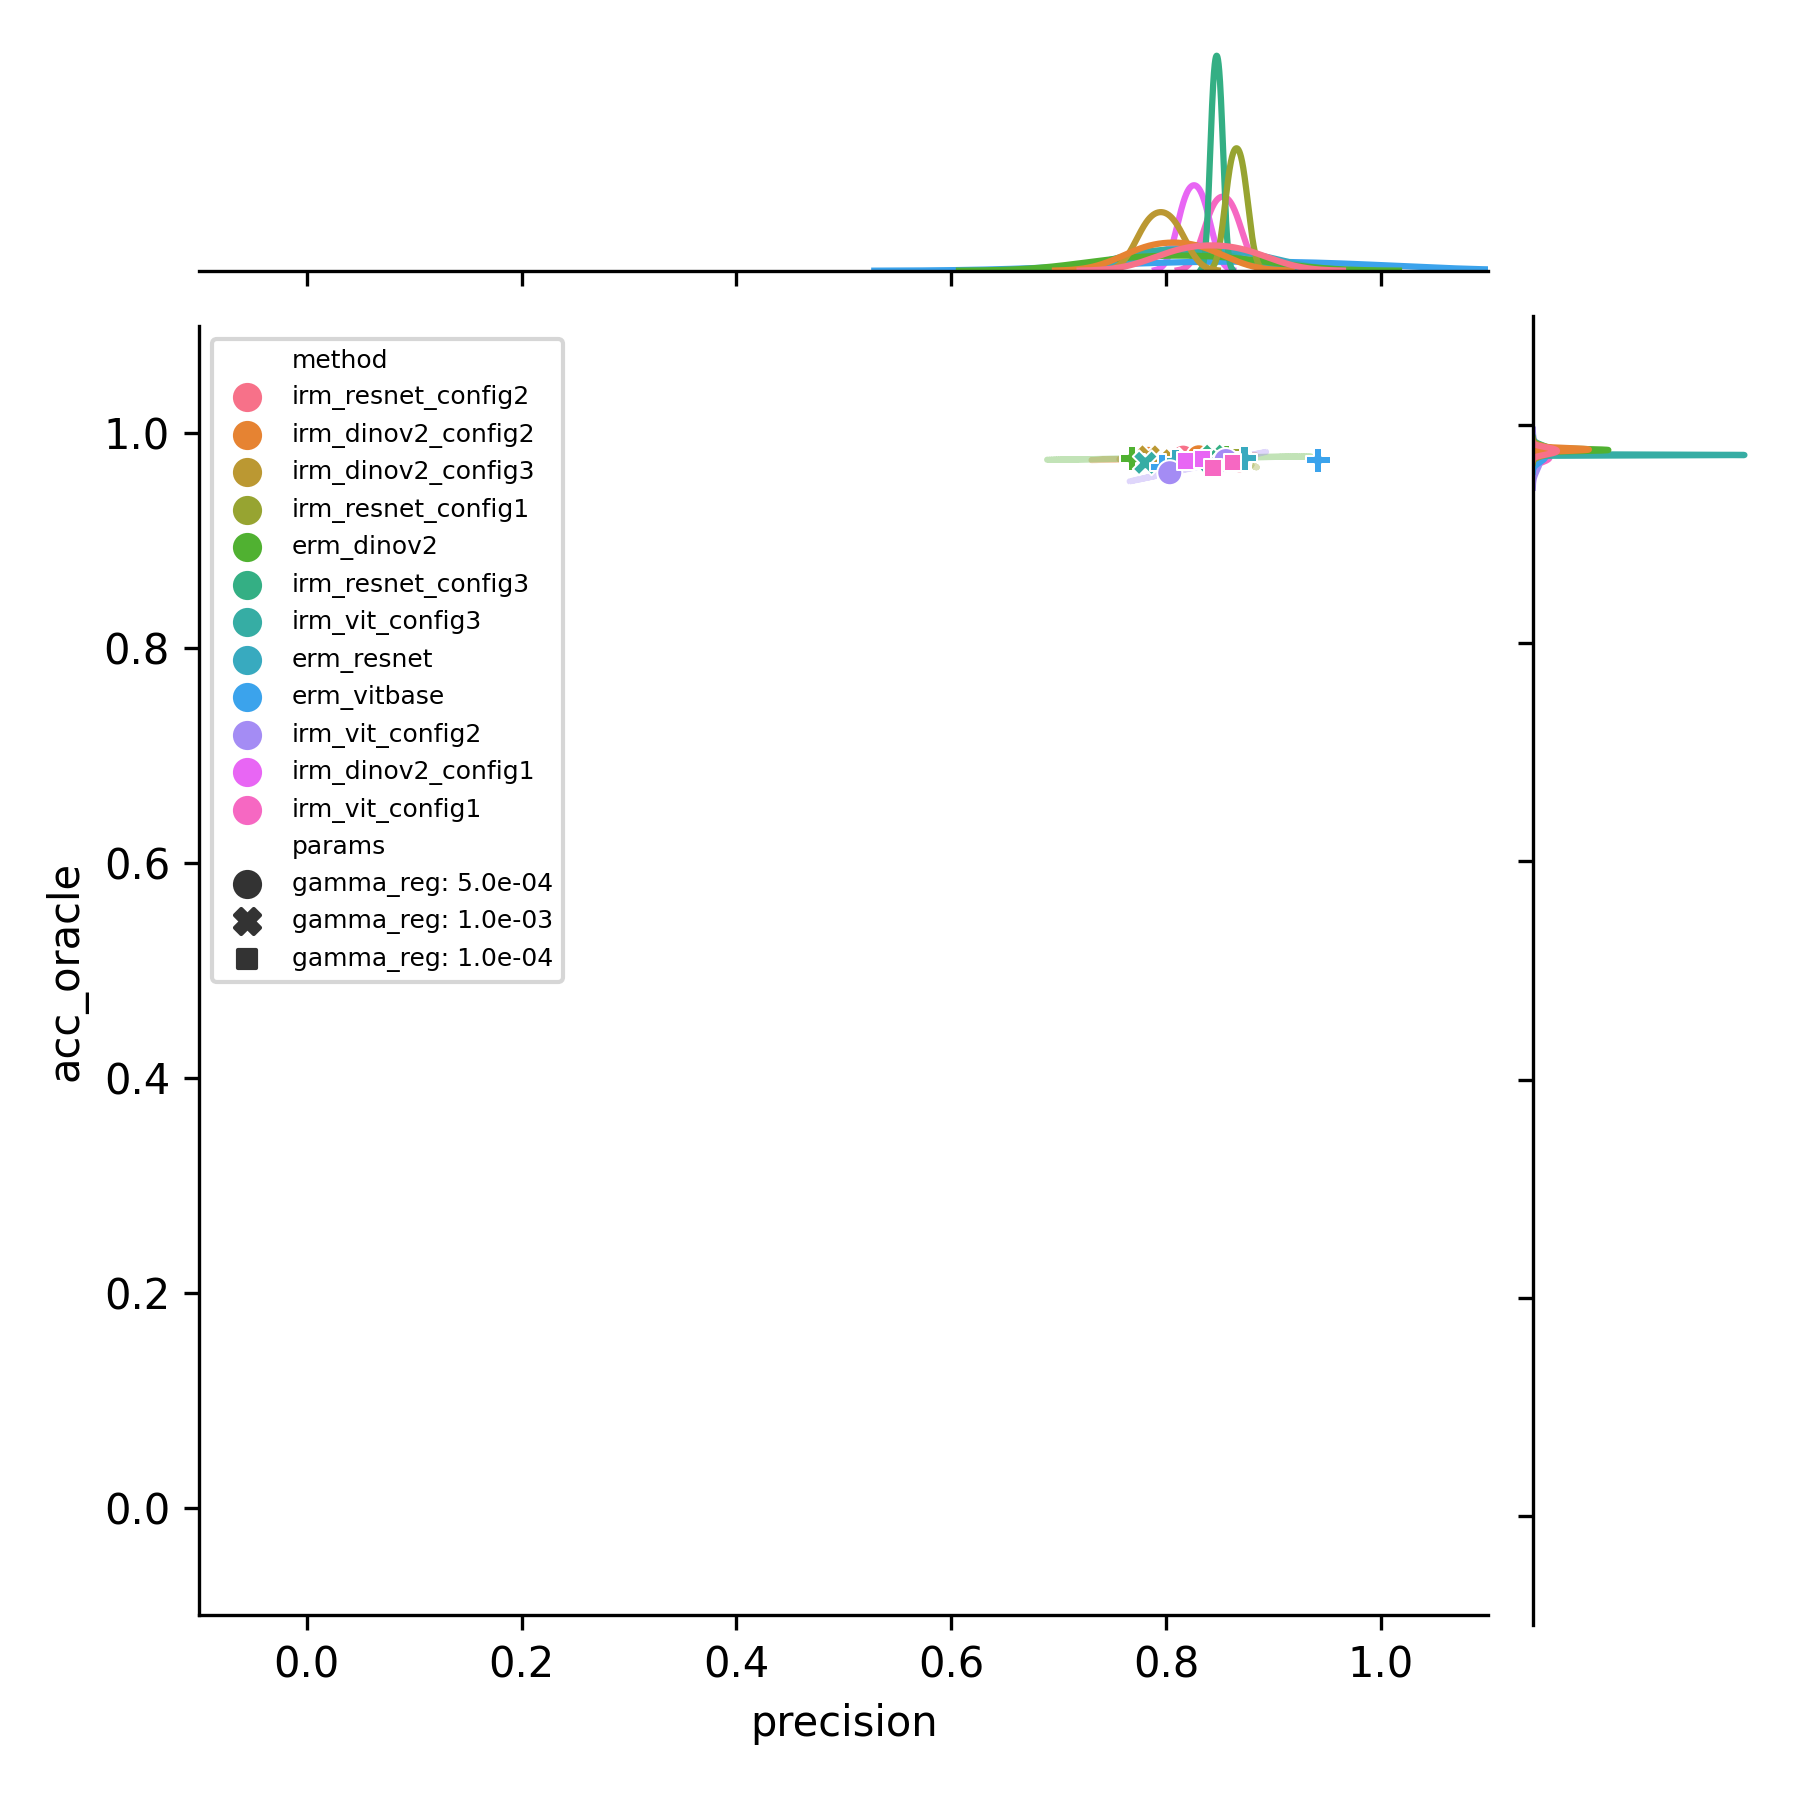 method
irm_resnet_config2
irm_dinov2_config2
irm_dinov2_config3
irm_resnet_config1
erm_dinov2
irm_resnet_config3
irm_vit_config3
erm_resnet
erm_vitbase
irm_vit_config2
irm_dinov2_config1
irm_vit_config1
params
gamma_reg: 5.0e-04
gamma_reg: 1.0e-03
gamma_reg: 1.0e-04
acc_oracle
1.0
0.8
0.6
0.4
0.2
0.0
0.0 0.2 0.4 0.6 0.8 1.0
precision